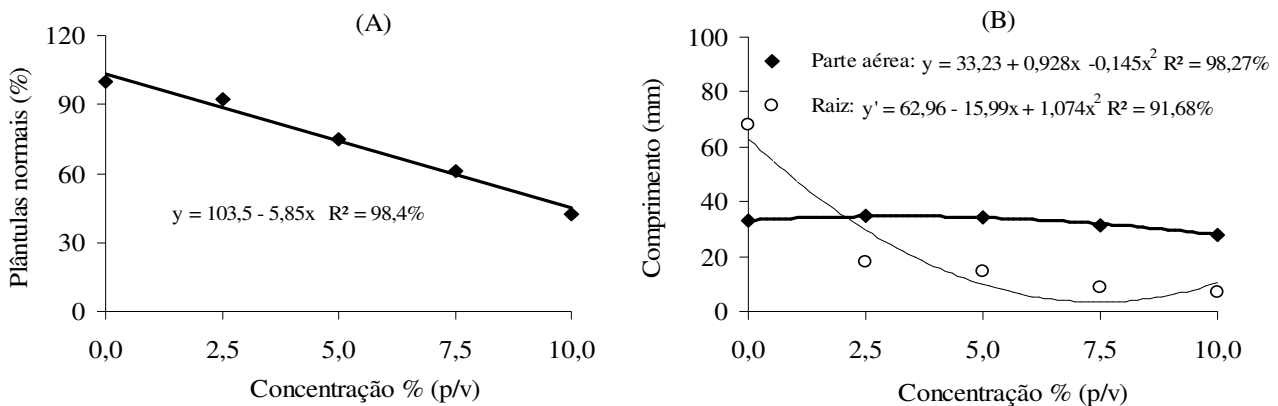 (A)
120
90
60
30
0
Plântulas normais (%)
y = 103,5 - 5,85x R² = 98,4%
0,0 2,5 5,0 7,5 10,0
Concentração % (p/v)
(B)
100
80
60
40
20
0
Comprimento (mm)
Parte aérea: y = 33,23 + 0,928x -0,145x² R² = 98,27%
Raiz: y' = 62,96 - 15,99x + 1,074x² R² = 91,68%
0,0 2,5 5,0 7,5 10,0
Concentração % (p/v)